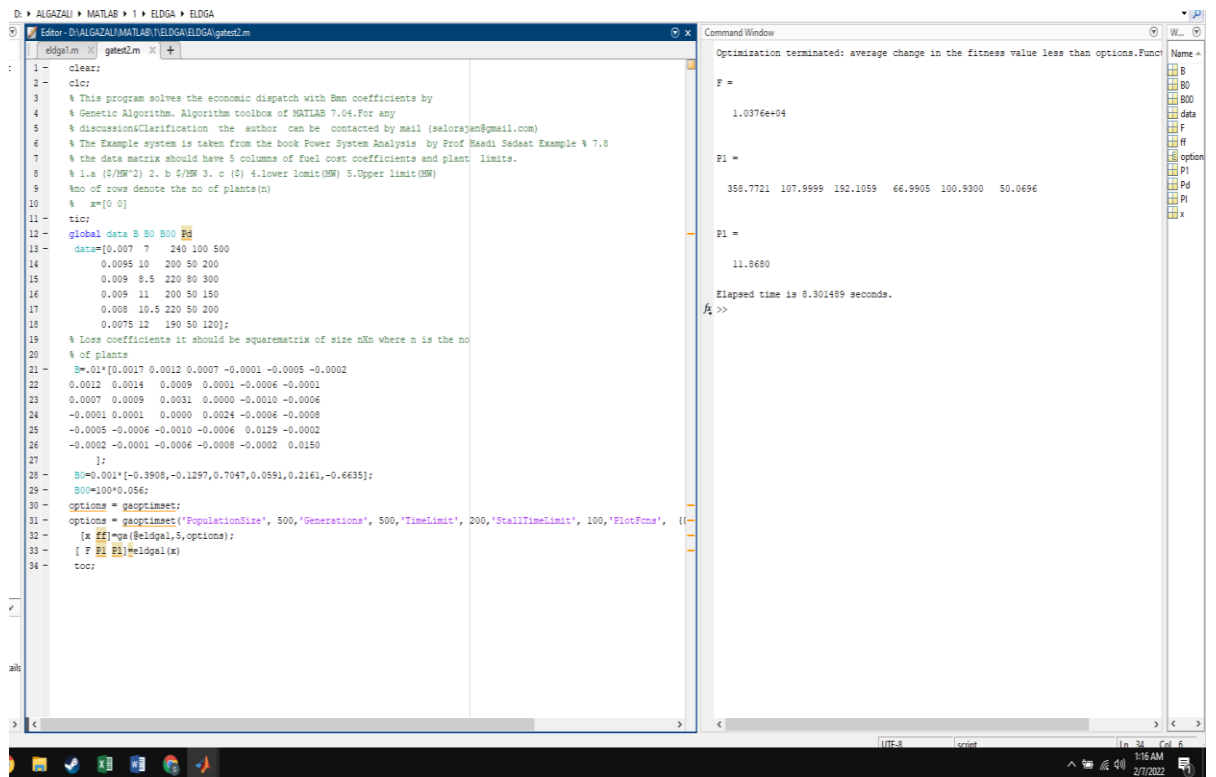 D: ▸ ALGAZALI ▸ MATLAB ▸ 1 ▸ ELDGA ▸ ELDGA
Editor - D:\ALGAZALI\MATLAB\1\ELDGA\ELDGA\gatest2.m
eldga1.m gatest2.m +
1 - clear;
2 - clc;
3 % This program solves the economic dispatch with Bmn coefficients by
4 % Genetic Algorithm. Algorithm toolbox of MATLAB 7.04.For any
5 % discussion&Clarification the author can be contacted by mail (salorajan@gmail.com)
6 % The Example system is taken from the book Power System Analysis by Prof Haadi Sadaat Example % 7.8
7 % the data matrix should have 5 columns of fuel cost coefficients and plant limits.
8 % 1.a ($/MW^2) 2. b $/MW 3. c ($) 4.lower lomit(MW) 5.Upper limit(MW)
9 %no of rows denote the no of plants(n)
10 % x=[0 0]
11 - tic;
12 - global data B B0 B00 Pd
13 - data=[0.007 7 240 100 500
14 0.0095 10 200 50 200
15 0.009 8.5 220 80 300
16 0.009 11 200 50 150
17 0.008 10.5 220 50 200
18 0.0075 12 190 50 120];
19 % Loss coefficients it should be squarematrix of size nXn where n is the no
20 % of plants
21 - B=.01*[0.0017 0.0012 0.0007 -0.0001 -0.0005 -0.0002
22 0.0012 0.0014 0.0009 0.0001 -0.0006 -0.0001
23 0.0007 0.0009 0.0031 0.0000 -0.0010 -0.0006
24 -0.0001 0.0001 0.0000 0.0024 -0.0006 -0.0008
25 -0.0005 -0.0006 -0.0010 -0.0006 0.0129 -0.0002
26 -0.0002 -0.0001 -0.0006 -0.0008 -0.0002 0.0150
27 ];
28 - B0=0.001*[-0.3908,-0.1297,0.7047,0.0591,0.2161,-0.6635];
29 - B00=100*0.056;
30 - options = gaoptimset;
31 - options = gaoptimset('PopulationSize', 500,'Generations', 500,'TimeLimit', 200,'StallTimeLimit', 100,'PlotFcns', {
32 - [x ff]=ga(@eldga1,5,options);
33 - [ F P1 Pl]=eldga1(x)
34 - toc;
Command Window
Optimization terminated: average change in the fitness value less than options.Funct
F =
1.0376e+04
P1 =
358.7721 107.9999 192.1059 66.9905 100.9300 50.0696
Pl =
11.8680
Elapsed time is 8.301489 seconds.
fx >>
W...
Name
B
B0
B00
data
F
ff
option
P1
Pd
Pl
x
ails
UTF-8 script Ln 34 Col 6
1:16 AM
2/7/2022